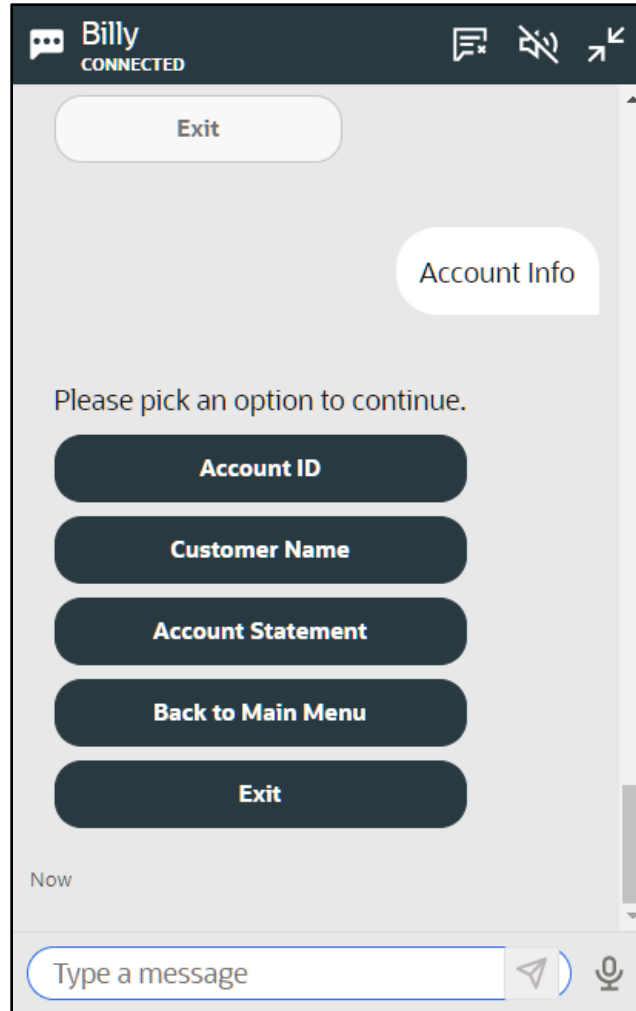 Billy
CONNECTED
Exit
Account Info
Please pick an option to continue.
Account ID
Customer Name
Account Statement
Back to Main Menu
Exit
Now
Type a message